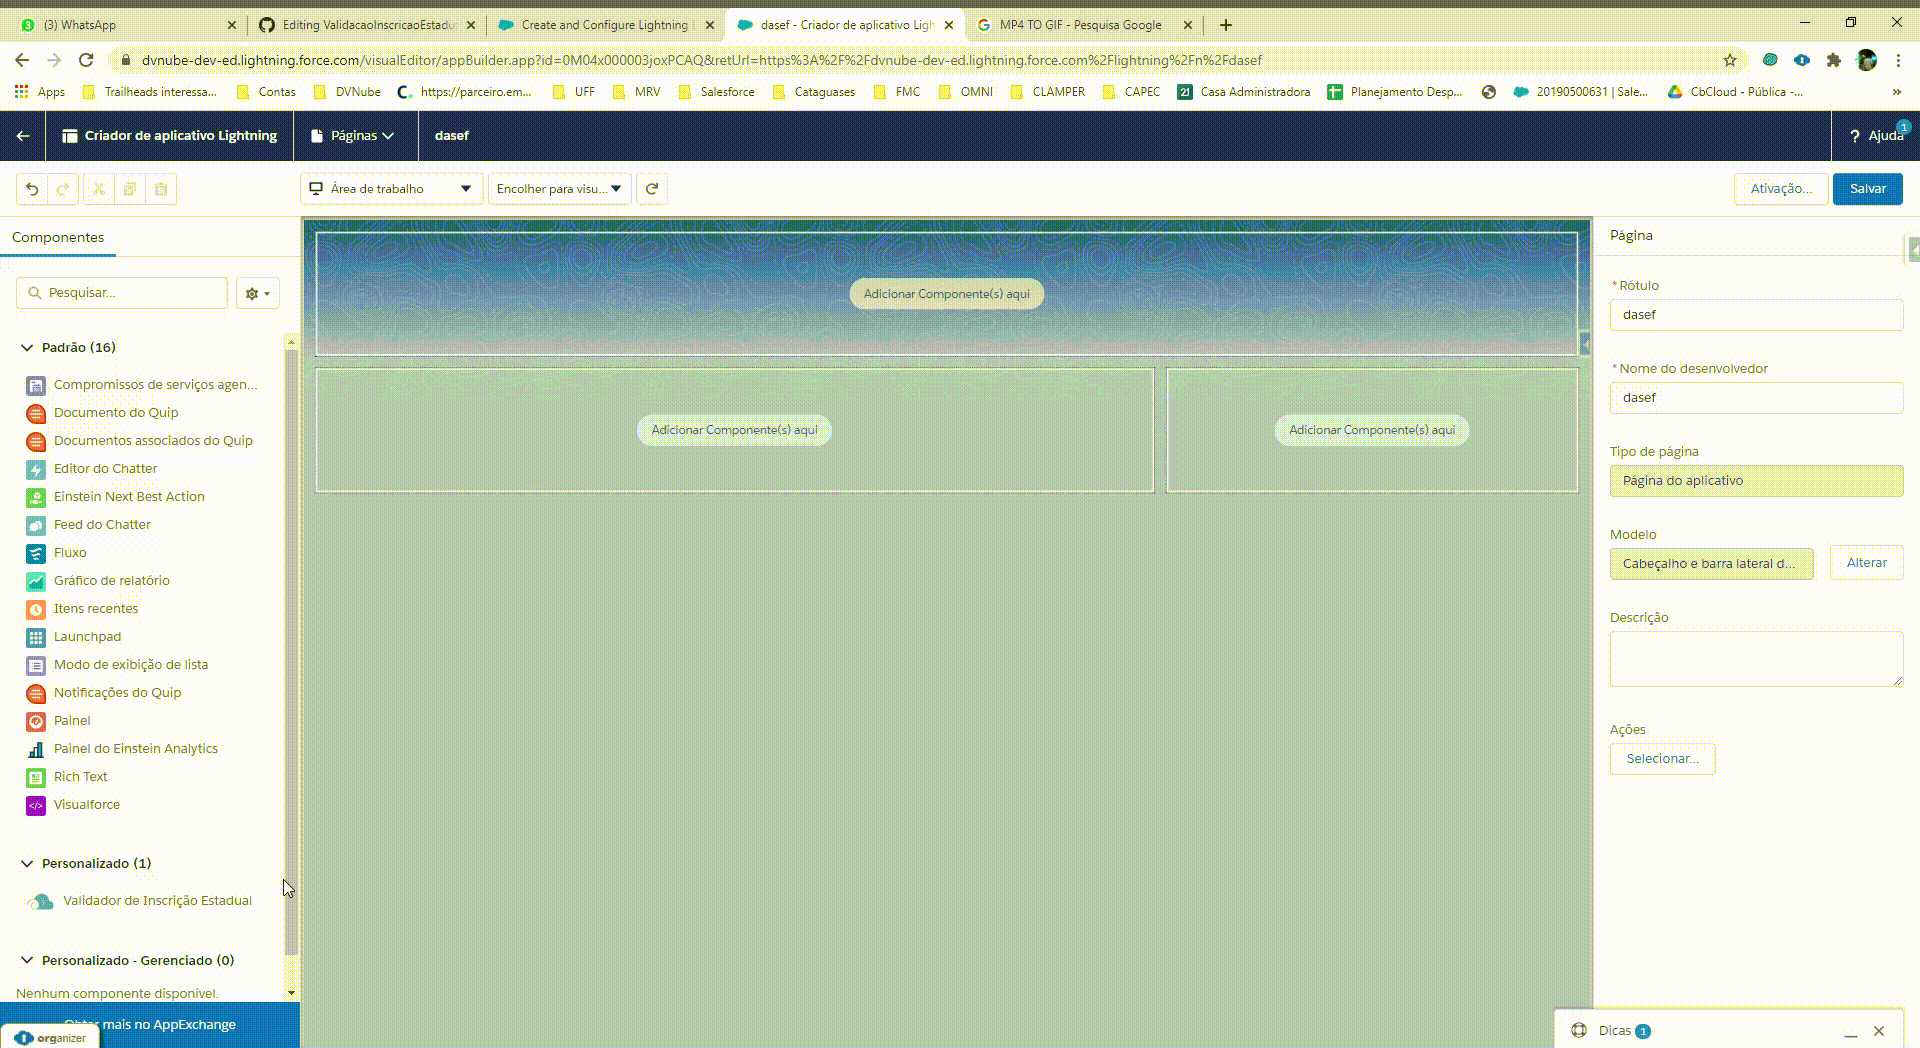 3 (3) WhatsApp
Editing ValidacaoInscricaoEstadu
Create and Configure Lightning
dasef - Criador de aplicativo Ligh
MP4 TO GIF - Pesquisa Google
dvnube-dev-ed.lightning.force.com/visualEditor/appBuilder.app?id=0M04x000003joxPCAQ&retUrl=https%3A%2F%2Fdvnube-dev-ed.lightning.force.com%2Flightning%2Fn%2Fdasef
Apps Trailheads interessa... Contas DVNube https://parceiro.em... UFF MRV Salesforce Cataguases FMC OMNI CLAMPER CAPEC 21 Casa Administradora Planejamento Desp... 20190500631 | Sale... CbCloud - Pública -... »
Criador de aplicativo Lightning Páginas dasef ? Ajuda 1
Área de trabalho Encolher para visu... Ativação... Salvar
Componentes
Pesquisar...
Padrão (16)
Compromissos de serviços agen...
Documento do Quip
Documentos associados do Quip
Editor do Chatter
Einstein Next Best Action
Feed do Chatter
Fluxo
Gráfico de relatório
Itens recentes
Launchpad
Modo de exibição de lista
Notificações do Quip
Painel
Painel do Einstein Analytics
Rich Text
Visualforce
Personalizado (1)
Validador de Inscrição Estadual
Personalizado - Gerenciado (0)
Nenhum componente disponível.
mais no AppExchange
organizer
Adicionar Componente(s) aqui
Adicionar Componente(s) aqui
Adicionar Componente(s) aqui
Página
*Rótulo
dasef
*Nome do desenvolvedor
dasef
Tipo de página
Página do aplicativo
Modelo
Cabeçalho e barra lateral d... Alterar
Descrição
Ações
Selecionar...
Dicas 1